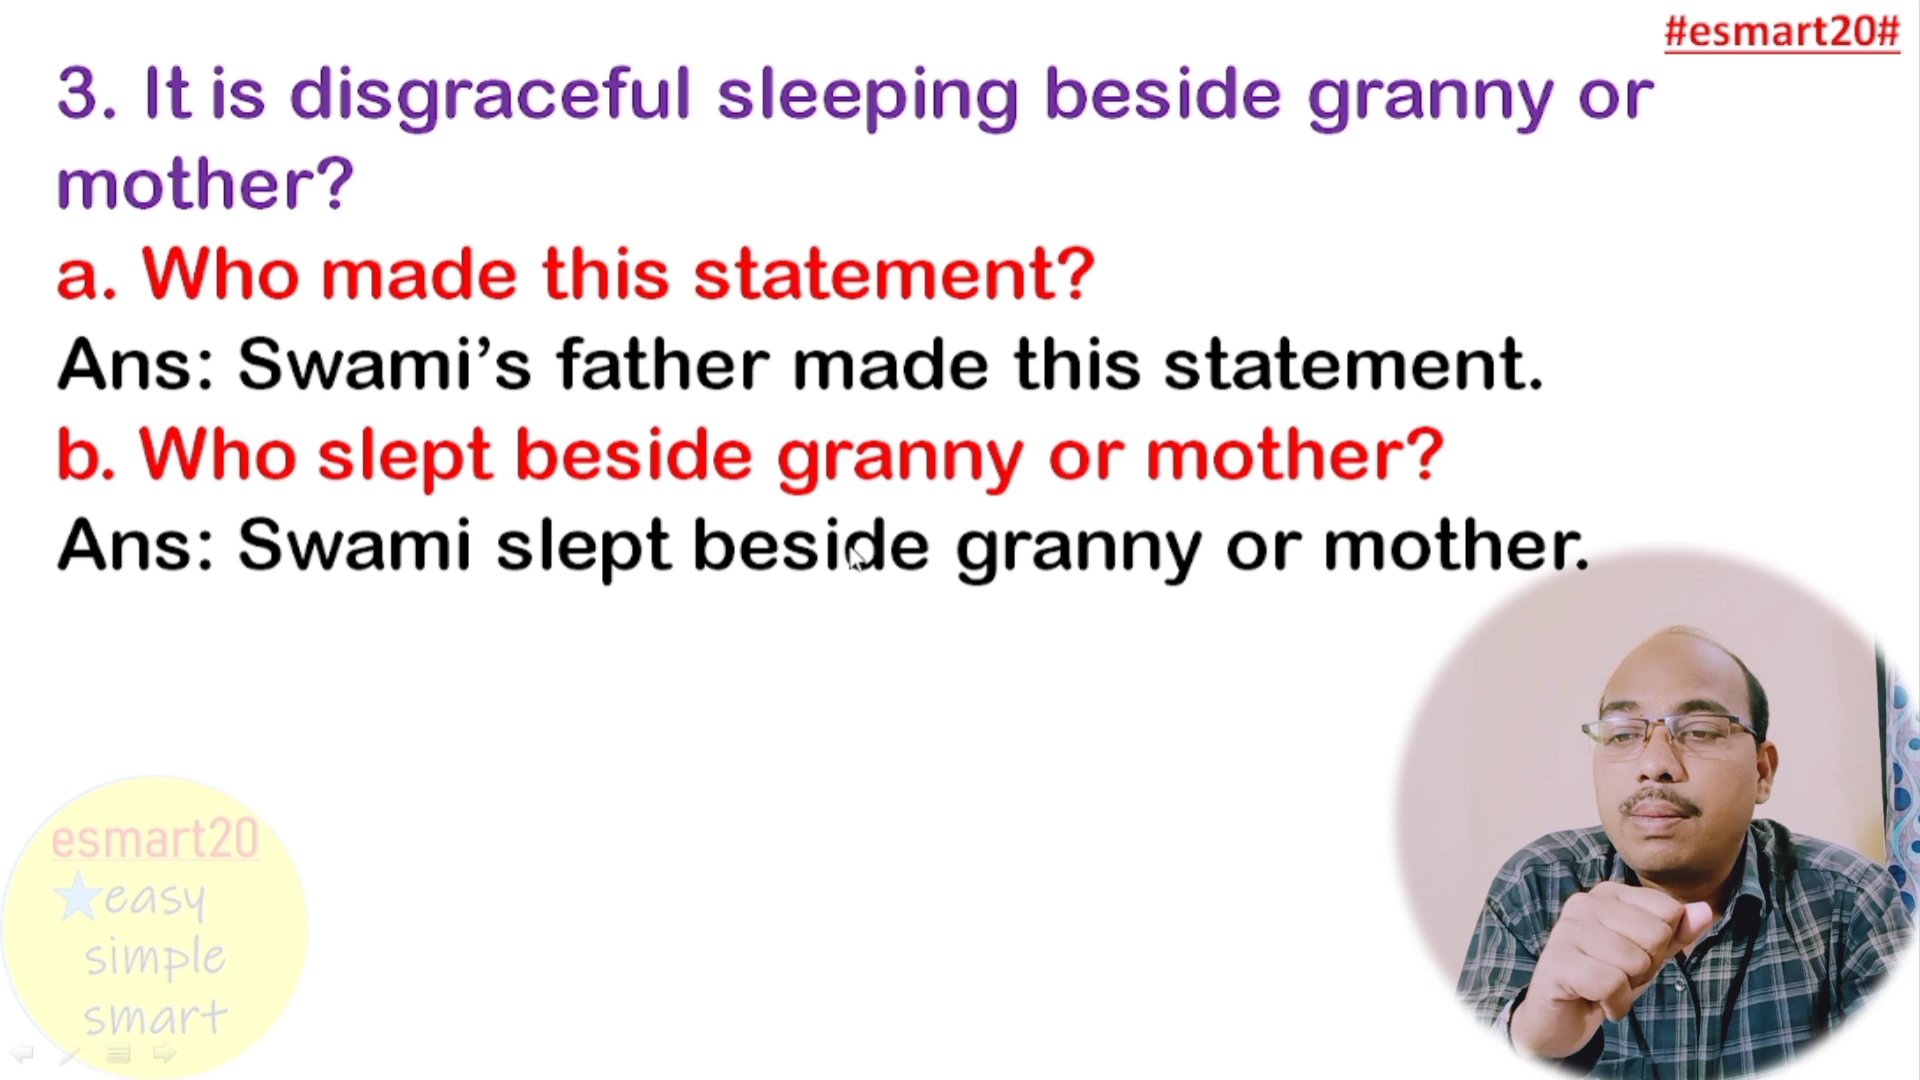 #esmart20#
3. It is disgraceful sleeping beside granny or
mother?
a. Who made this statement?
Ans: Swami’s father made this statement.
b. Who slept beside granny or mother?
Ans: Swami slept beside granny or mother.
esmart20
easy
simple
smart